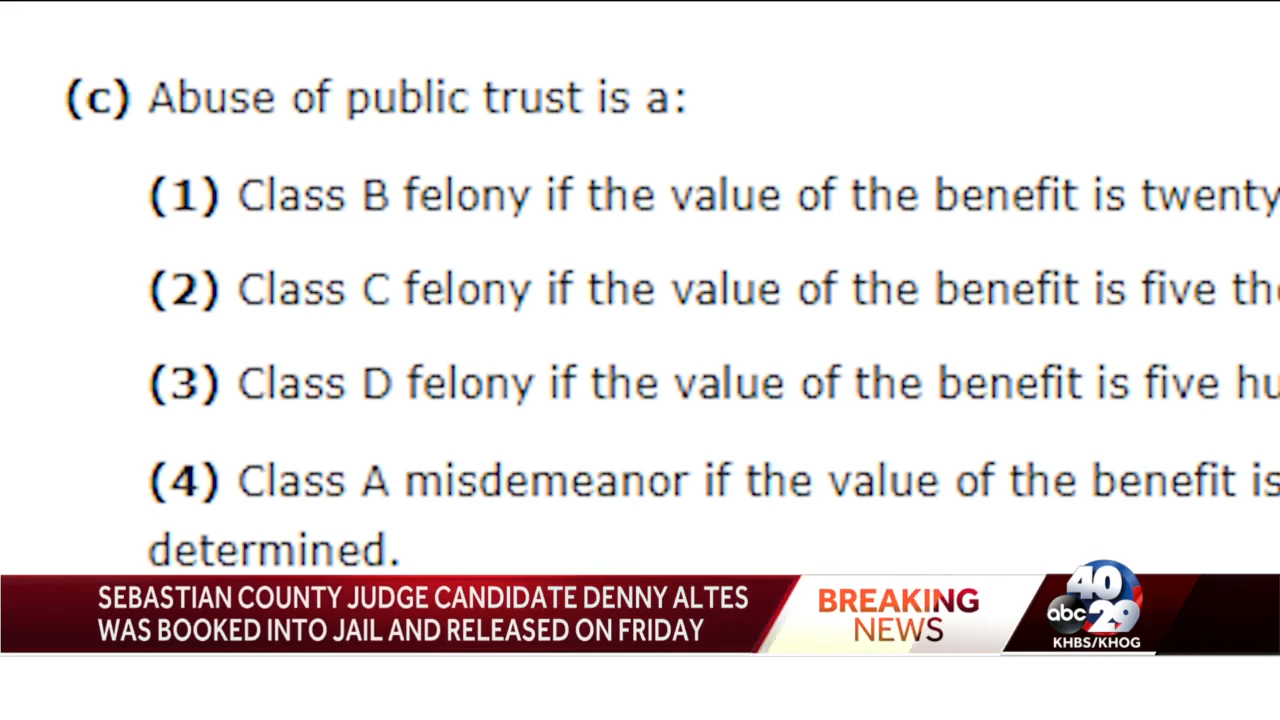 (c) Abuse of public trust is a:
(1) Class B felony if the value of the benefit is twenty
(2) Class C felony if the value of the benefit is five
(3) Class D felony if the value of the benefit is five
(4) Class A misdemeanor if the value of the benefit is
determined.
SEBASTIAN COUNTY JUDGE CANDIDATE DENNY ALTES
WAS BOOKED INTO JAIL AND RELEASED ON FRIDAY
BREAKING
NEWS
40
abc 29
KHBS/KHOG